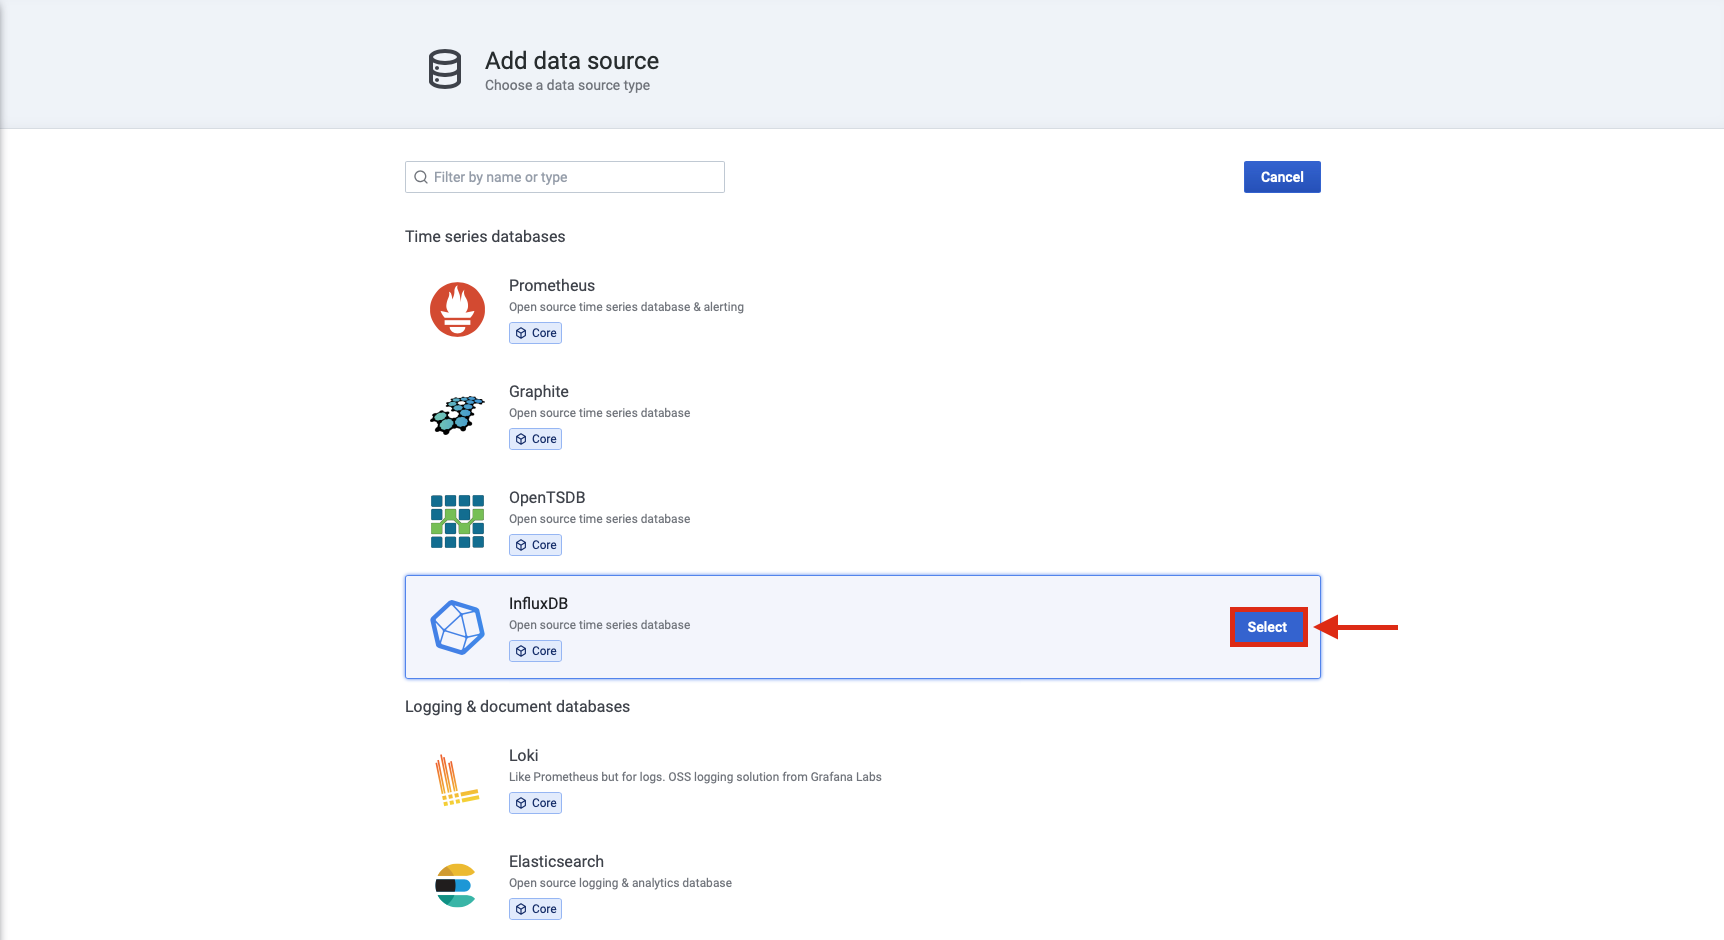 Add data source
Choose a data source type
Filter by name or type
Cancel
Time series databases
Prometheus
Open source time series database & alerting
Core
Graphite
Open source time series database
Core
OpenTSDB
Open source time series database
Core
InfluxDB
Open source time series database
Core
Select
Logging & document databases
Loki
Like Prometheus but for logs. OSS logging solution from Grafana Labs
Core
Elasticsearch
Open source logging & analytics database
Core